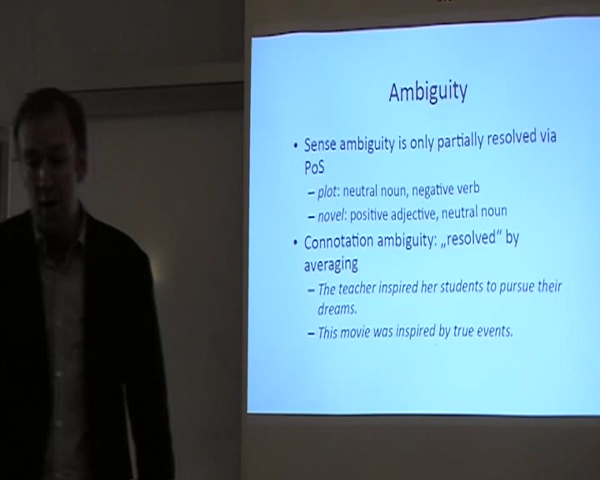 Ambiguity
• Sense ambiguity is only partially resolved via
PoS
– plot: neutral noun, negative verb
– novel: positive adjective, neutral noun
• Connotation ambiguity: „resolved“ by
averaging
– The teacher inspired her students to pursue their
dreams.
– This movie was inspired by true events.